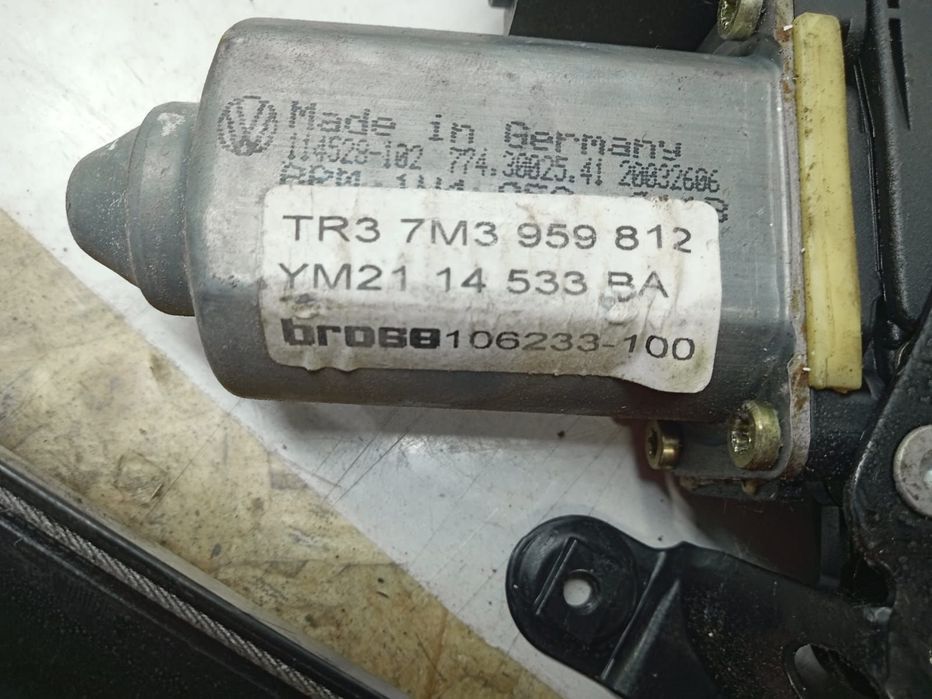 Made in Germany
114528-102 774.30025.41 20032606
TR3 7M3 959 812
YM21 14 533 BA
brose 106233-100